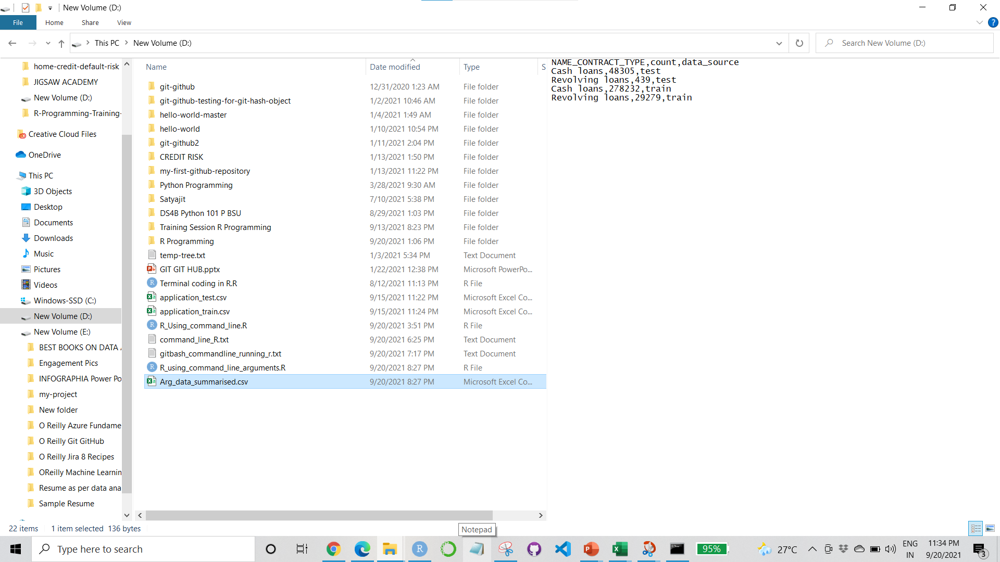 New Volume (D:)
File Home Share View
This PC New Volume (D:)
Search New Volume (D:)
home-credit-default-risk
JIGSAW ACADEMY
New Volume (D:)
R-Programming-Training-
Creative Cloud Files
OneDrive
This PC
3D Objects
Desktop
Documents
Downloads
Music
Pictures
Videos
Windows-SSD (C:)
New Volume (D:)
New Volume (E:)
BEST BOOKS ON DATA
Engagement Pics
INFOGRAPHIA Power Po
my-project
New folder
O Reilly Azure Fundame
O Reilly Git GitHub
O Reilly Jira 8 Recipes
OReilly Machine Learnin
Resume as per data ana
Sample Resume
Name Date modified Type S
git-github 12/31/2020 1:23 AM File folder
git-github-testing-for-git-hash-object 1/2/2021 10:46 AM File folder
hello-world-master 1/4/2021 1:49 AM File folder
hello-world 1/10/2021 10:54 PM File folder
git-github2 1/11/2021 2:04 PM File folder
CREDIT RISK 1/13/2021 1:50 PM File folder
my-first-github-repository 1/13/2021 11:22 PM File folder
Python Programming 3/28/2021 9:30 AM File folder
Satyajit 7/10/2021 5:38 PM File folder
DS4B Python 101 P BSU 8/29/2021 1:03 PM File folder
Training Session R Programming 9/13/2021 8:23 PM File folder
R Programming 9/20/2021 1:06 PM File folder
temp-tree.txt 1/3/2021 5:34 PM Text Document
GIT GIT HUB.pptx 1/22/2021 12:38 PM Microsoft PowerPo...
Terminal coding in R.R 8/12/2021 11:13 PM R File
application_test.csv 9/15/2021 11:22 PM Microsoft Excel Co...
application_train.csv 9/15/2021 11:24 PM Microsoft Excel Co...
R_Using_command_line.R 9/20/2021 3:51 PM R File
command_line_R.txt 9/20/2021 6:25 PM Text Document
gitbash_commandline_running_r.txt 9/20/2021 7:17 PM Text Document
R_using_command_line_arguments.R 9/20/2021 8:27 PM R File
Arg_data_summarised.csv 9/20/2021 8:27 PM Microsoft Excel Co...
NAME_CONTRACT_TYPE,count,data_source
Cash loans,48305,test
Revolving loans,439,test
Cash loans,278232,train
Revolving loans,29279,train
22 items 1 item selected 136 bytes
Notepad
Type here to search
95%
27°C
ENG
IN
11:34 PM
9/20/2021
3